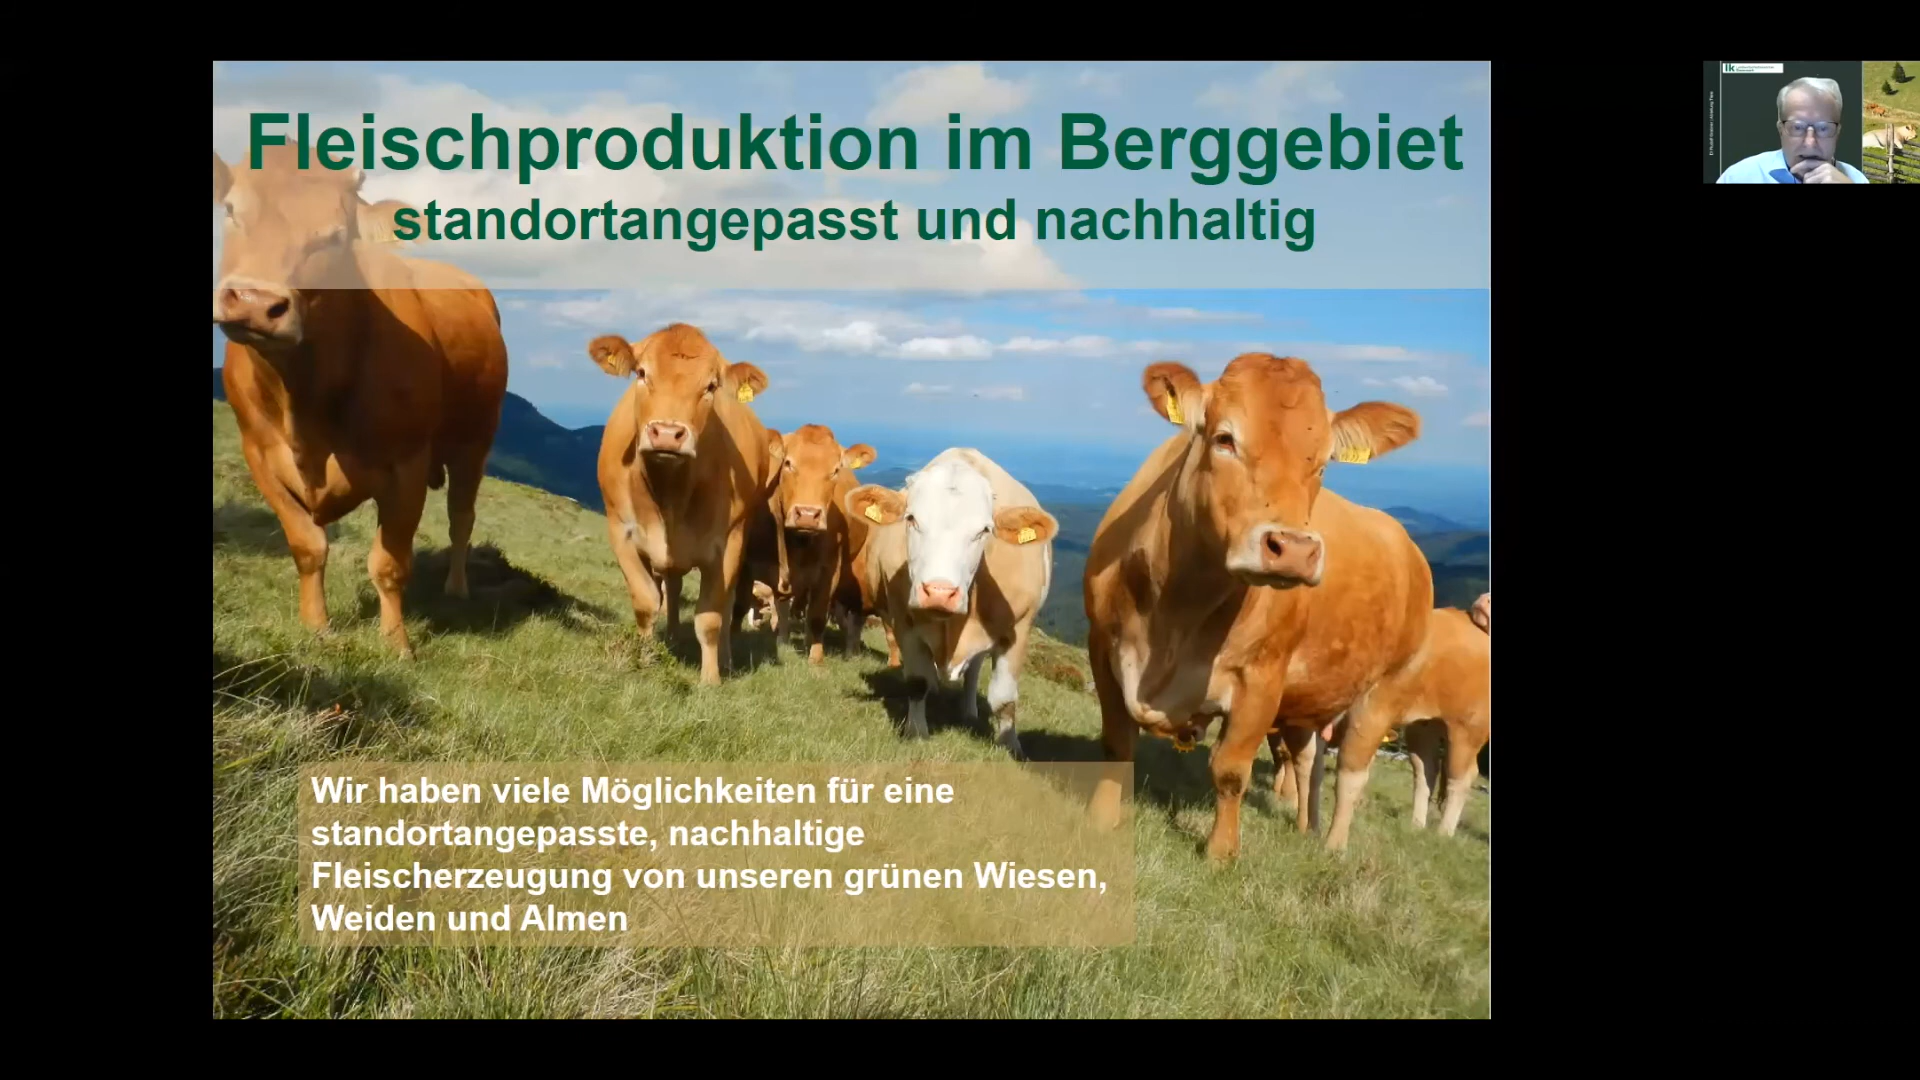 Fleischproduktion im Berggebiet
standortangepasst und nachhaltig
lk
Wir haben viele Möglichkeiten für eine
standortangepasste, nachhaltige
Fleischerzeugung von unseren grünen Wiesen,
Weiden und Almen